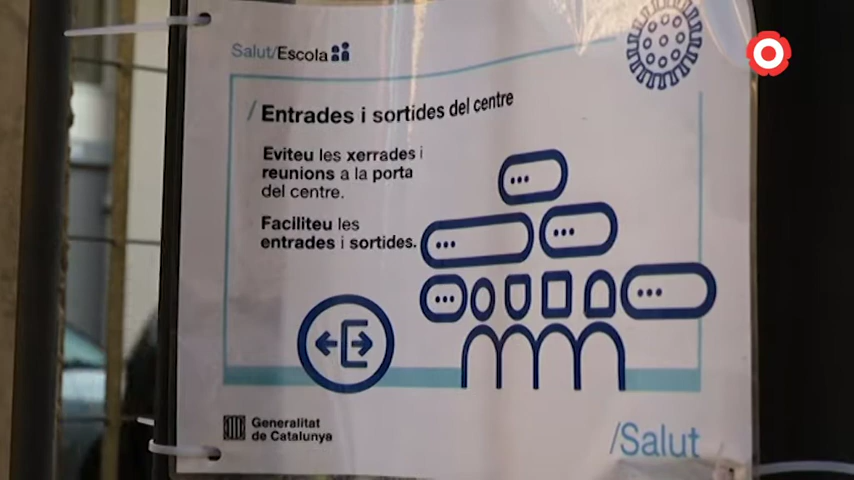 Salut/Escola
/Entrades i sortides del centre
Eviteu les xerrades i
reunions a la porta
del centre.
Faciliteu les
entrades i sortides.
Generalitat
de Catalunya
/Salut